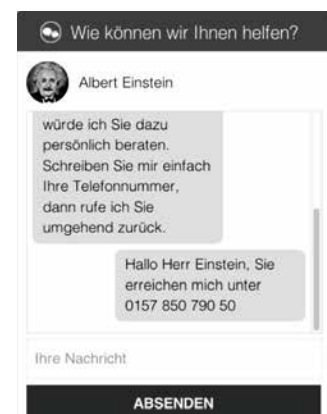 Wie können wir Ihnen helfen?
Albert Einstein
würde ich Sie dazu
persönlich beraten.
Schreiben Sie mir einfach
Ihre Telefonnummer,
dann rufe ich Sie
umgehend zurück.
Hallo Herr Einstein, Sie
erreichen mich unter
0157 850 790 50
Ihre Nachricht
ABSENDEN